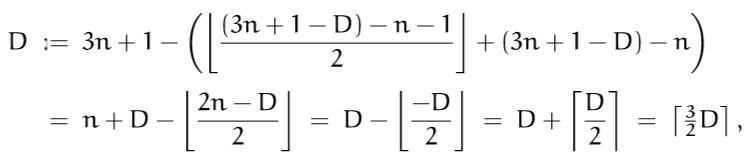 D := 3n + 1 − (⌊((3n + 1 − D) − n − 1)/2⌋ + (3n + 1 − D) − n)
= n + D − ⌊(2n − D)/2⌋ = D − ⌊−D/2⌋ = D + ⌈D/2⌉ = ⌈3/2 D⌉ ,